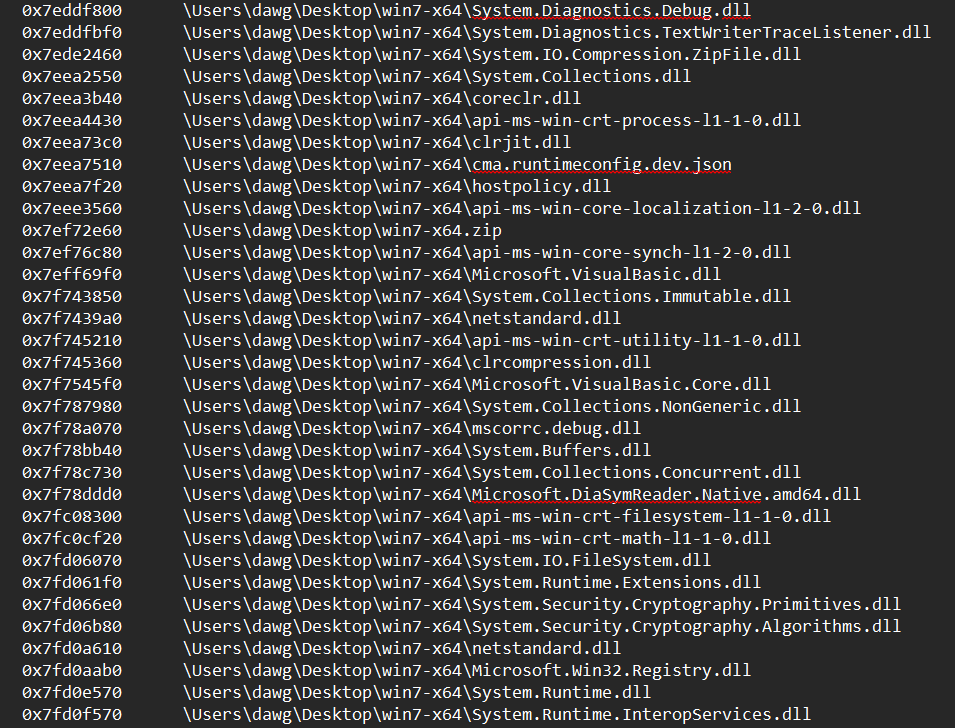 0x7eddf800 \Users\dawg\Desktop\win7-x64\System.Diagnostics.Debug.dll
0x7eddfbf0 \Users\dawg\Desktop\win7-x64\System.Diagnostics.TextWriterTraceListener.dll
0x7ede2460 \Users\dawg\Desktop\win7-x64\System.IO.Compression.ZipFile.dll
0x7eea2550 \Users\dawg\Desktop\win7-x64\System.Collections.dll
0x7eea3b40 \Users\dawg\Desktop\win7-x64\coreclr.dll
0x7eea4430 \Users\dawg\Desktop\win7-x64\api-ms-win-crt-process-l1-1-0.dll
0x7eea73c0 \Users\dawg\Desktop\win7-x64\clrjit.dll
0x7eea7510 \Users\dawg\Desktop\win7-x64\cma.runtimeconfig.dev.json
0x7eea7f20 \Users\dawg\Desktop\win7-x64\hostpolicy.dll
0x7eee3560 \Users\dawg\Desktop\win7-x64\api-ms-win-core-localization-l1-2-0.dll
0x7ef72e60 \Users\dawg\Desktop\win7-x64.zip
0x7ef76c80 \Users\dawg\Desktop\win7-x64\api-ms-win-core-synch-l1-2-0.dll
0x7eff69f0 \Users\dawg\Desktop\win7-x64\Microsoft.VisualBasic.dll
0x7f743850 \Users\dawg\Desktop\win7-x64\System.Collections.Immutable.dll
0x7f7439a0 \Users\dawg\Desktop\win7-x64\netstandard.dll
0x7f745210 \Users\dawg\Desktop\win7-x64\api-ms-win-crt-utility-l1-1-0.dll
0x7f745360 \Users\dawg\Desktop\win7-x64\clrcompression.dll
0x7f7545f0 \Users\dawg\Desktop\win7-x64\Microsoft.VisualBasic.Core.dll
0x7f787980 \Users\dawg\Desktop\win7-x64\System.Collections.NonGeneric.dll
0x7f78a070 \Users\dawg\Desktop\win7-x64\mscorrc.debug.dll
0x7f78bb40 \Users\dawg\Desktop\win7-x64\System.Buffers.dll
0x7f78c730 \Users\dawg\Desktop\win7-x64\System.Collections.Concurrent.dll
0x7f78ddd0 \Users\dawg\Desktop\win7-x64\Microsoft.DiaSymReader.Native.amd64.dll
0x7fc08300 \Users\dawg\Desktop\win7-x64\api-ms-win-crt-filesystem-l1-1-0.dll
0x7fc0cf20 \Users\dawg\Desktop\win7-x64\api-ms-win-crt-math-l1-1-0.dll
0x7fd06070 \Users\dawg\Desktop\win7-x64\System.IO.FileSystem.dll
0x7fd061f0 \Users\dawg\Desktop\win7-x64\System.Runtime.Extensions.dll
0x7fd066e0 \Users\dawg\Desktop\win7-x64\System.Security.Cryptography.Primitives.dll
0x7fd06b80 \Users\dawg\Desktop\win7-x64\System.Security.Cryptography.Algorithms.dll
0x7fd0a610 \Users\dawg\Desktop\win7-x64\netstandard.dll
0x7fd0aab0 \Users\dawg\Desktop\win7-x64\Microsoft.Win32.Registry.dll
0x7fd0e570 \Users\dawg\Desktop\win7-x64\System.Runtime.dll
0x7fd0f570 \Users\dawg\Desktop\win7-x64\System.Runtime.InteropServices.dll